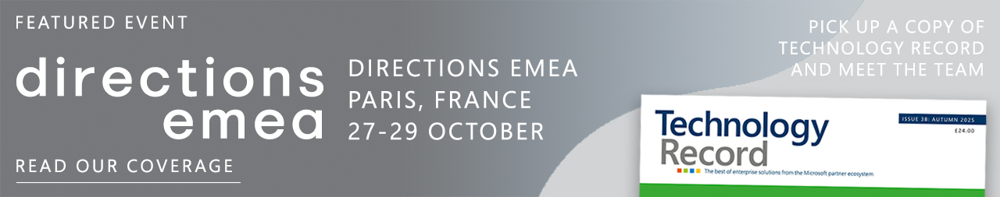 FEATURED EVENT
directions
emea
READ OUR COVERAGE
DIRECTIONS EMEA
PARIS, FRANCE
27-29 OCTOBER
PICK UP A COPY OF
TECHNOLOGY RECORD
AND MEET THE TEAM
Technology
Record
The best of enterprise solutions from the Microsoft partner ecosystem
ISSUE 38: AUTUMN 2025
£24.00